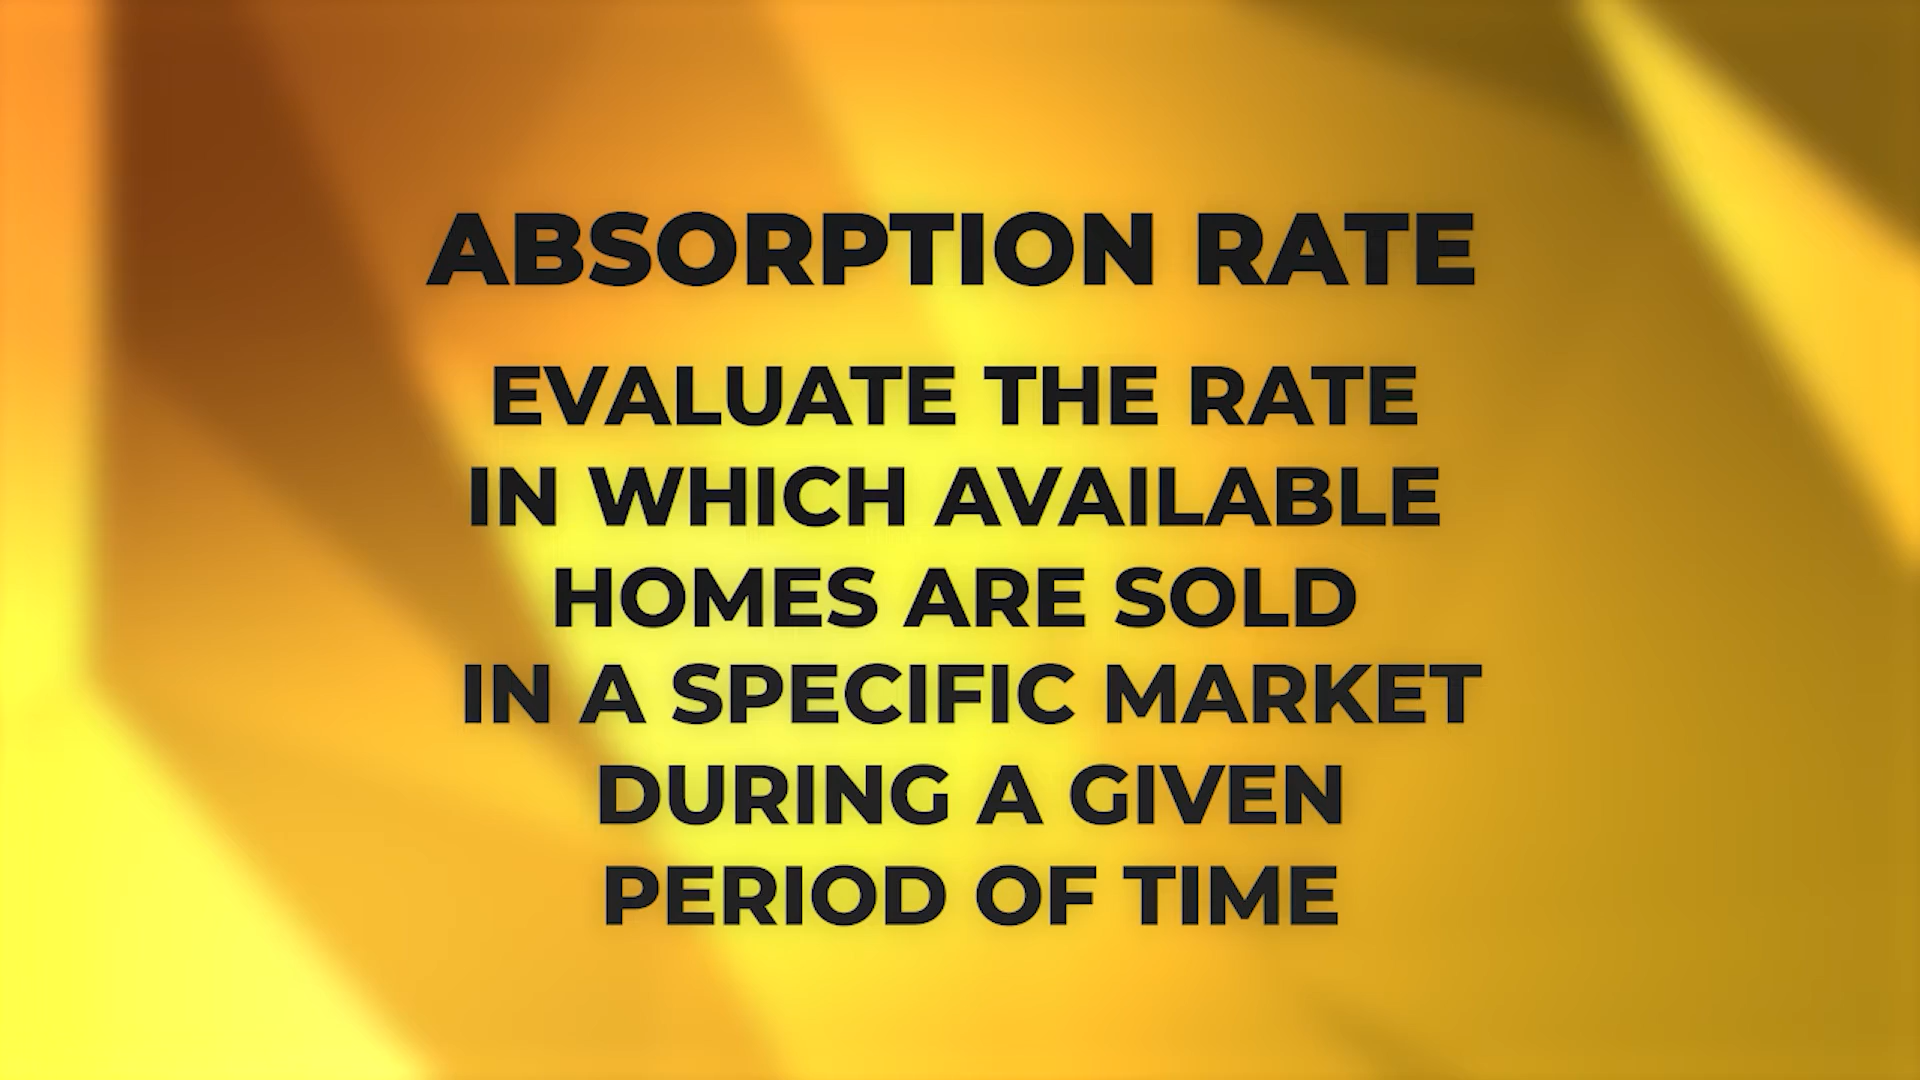 ABSORPTION RATE
EVALUATE THE RATE
IN WHICH AVAILABLE
HOMES ARE SOLD
IN A SPECIFIC MARKET
DURING A GIVEN
PERIOD OF TIME